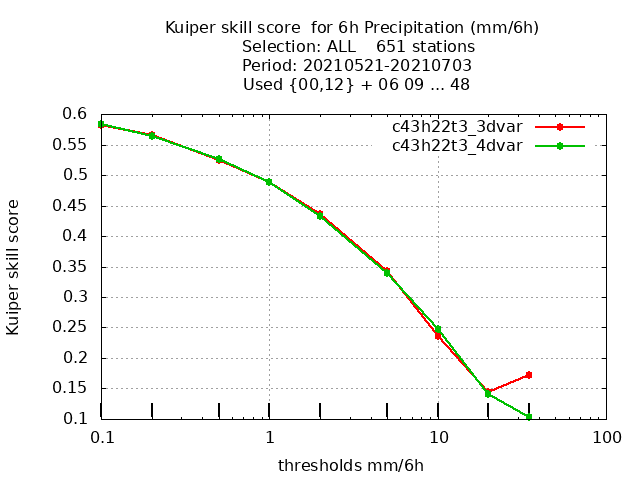 Kuiper skill score  for 6h Precipitation (mm/6h)
Selection: ALL    651 stations
Period: 20210521-20210703
Used {00,12} + 06 09 ... 48
c43h22t3_3dvar
c43h22t3_4dvar
Kuiper skill score
0.6
0.55
0.5
0.45
0.4
0.35
0.3
0.25
0.2
0.15
0.1
0.1
1
10
100
thresholds mm/6h